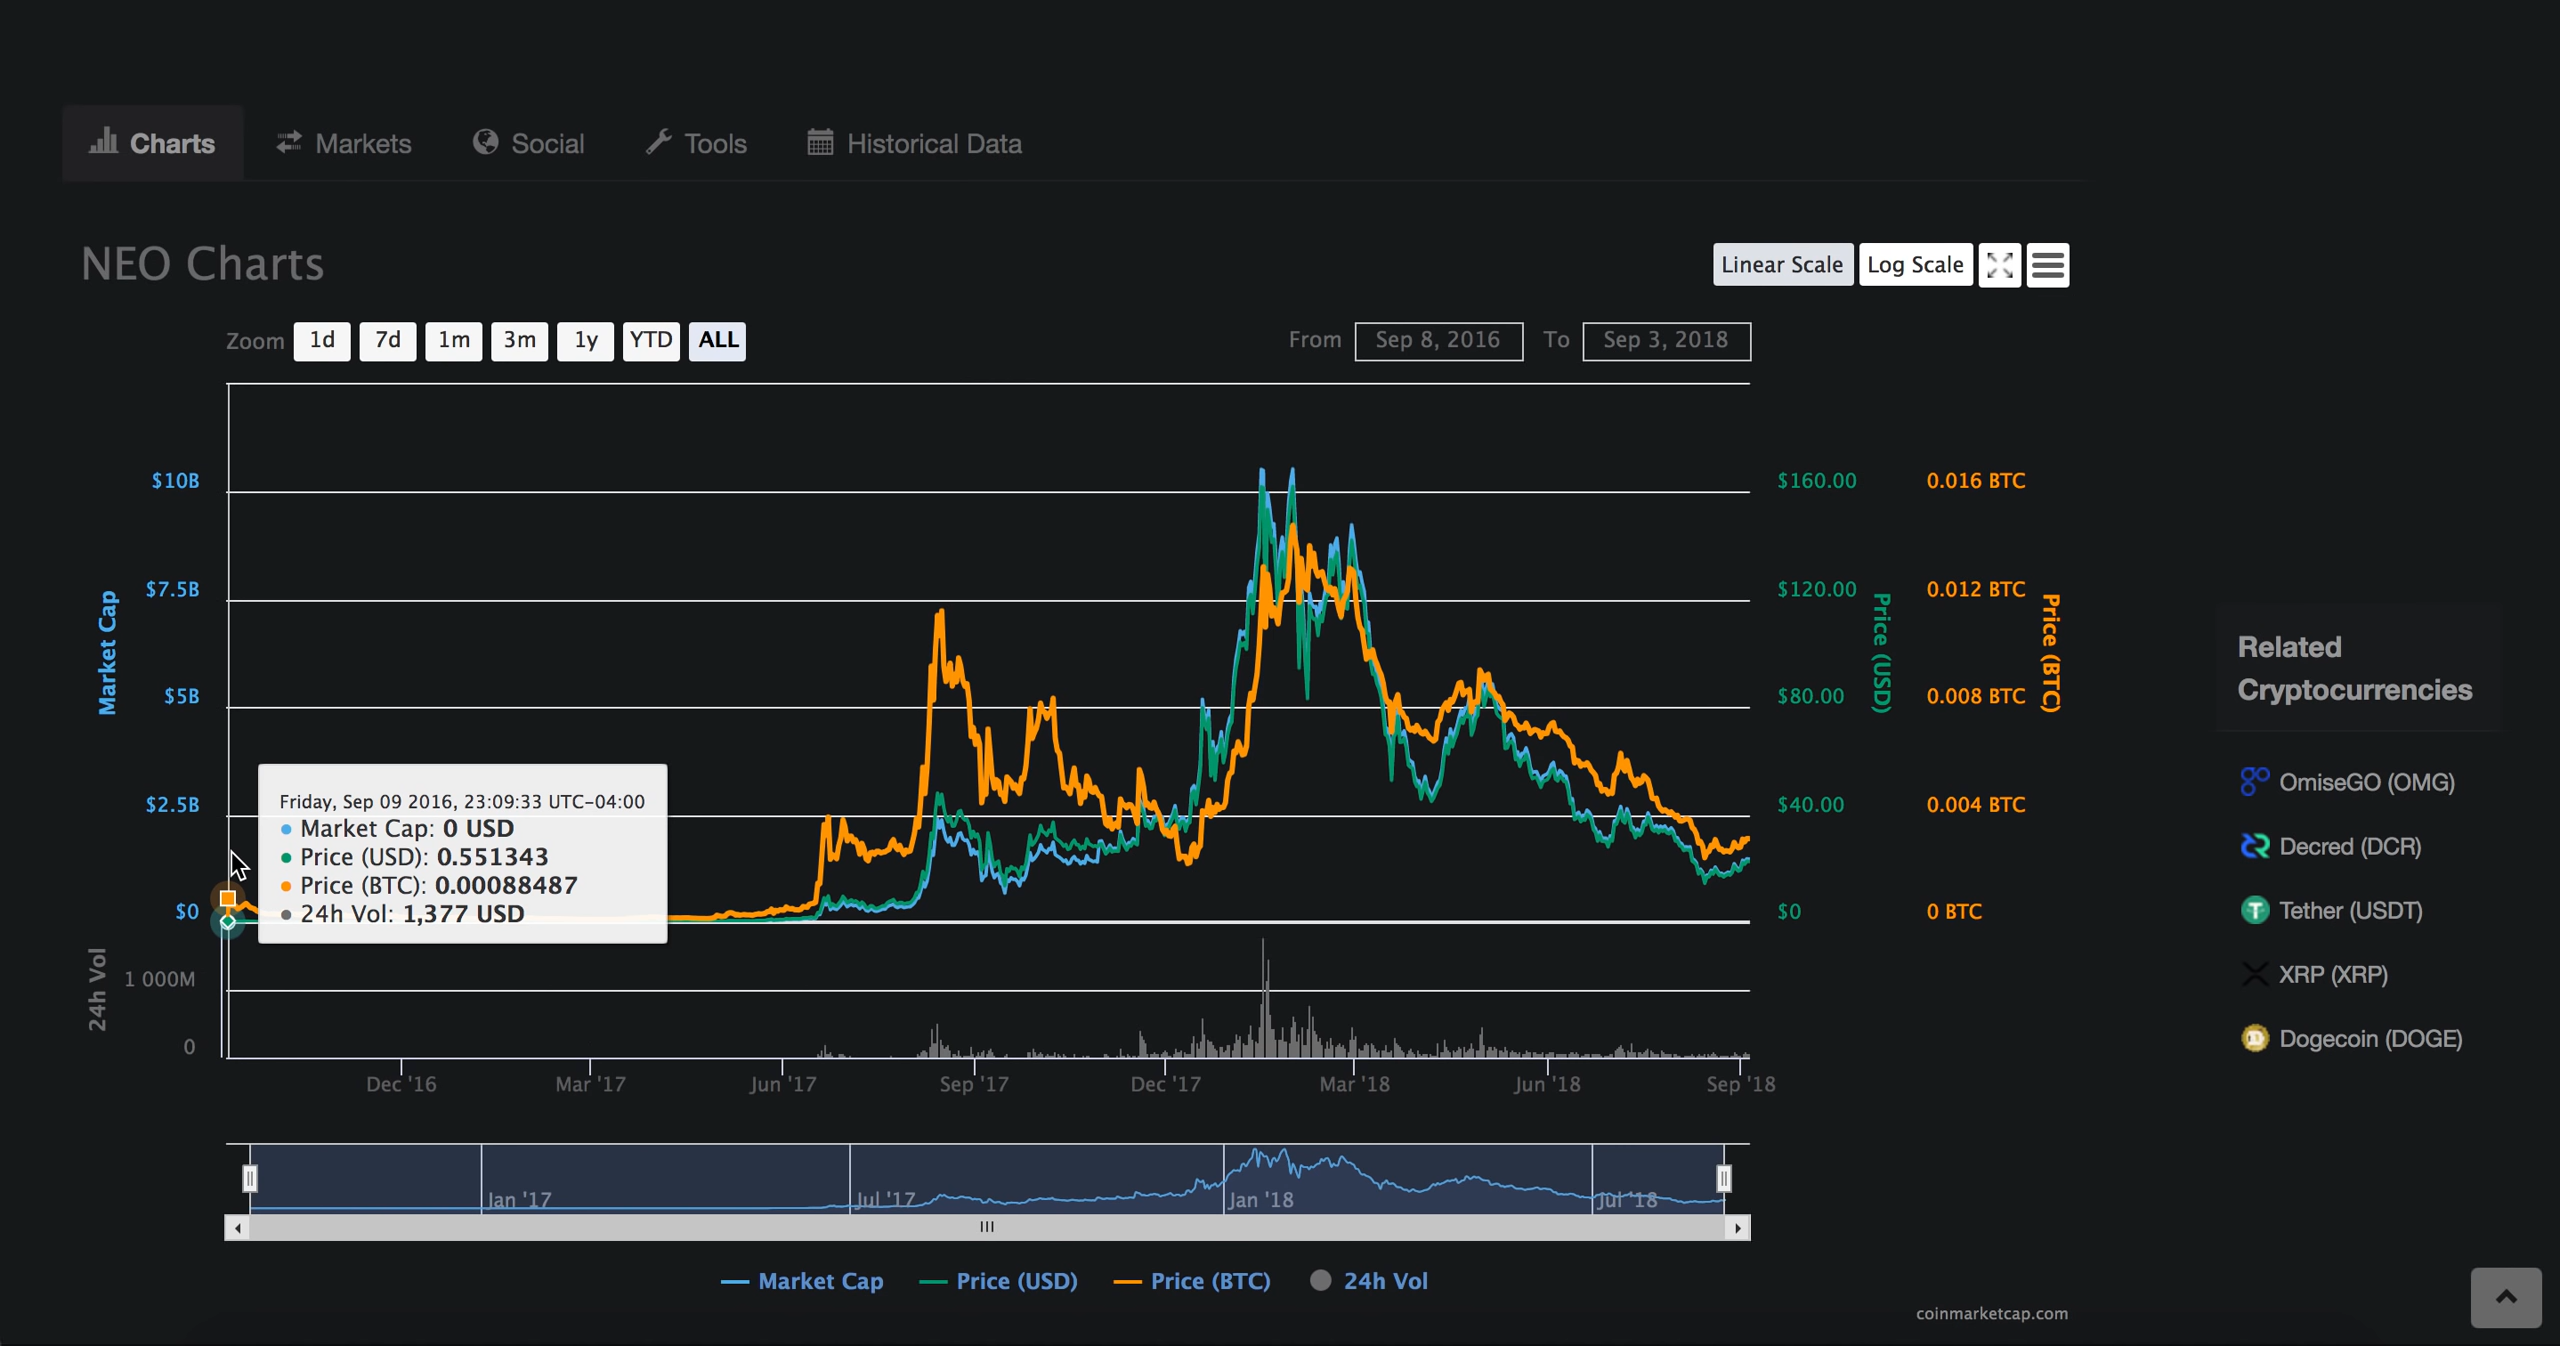 Charts
Markets
Social
Tools
Historical Data
NEO Charts
Linear Scale
Log Scale
Zoom
1d
7d
1m
3m
1y
YTD
ALL
From
Sep 8, 2016
To
Sep 3, 2018
Market Cap
$10B
$7.5B
$5B
$2.5B
$0
24h Vol
1 000M
0
Friday, Sep 09 2016, 23:09:33 UTC-04:00
Market Cap: 0 USD
Price (USD): 0.551343
Price (BTC): 0.00088487
24h Vol: 1,377 USD
$160.00
$120.00
$80.00
$40.00
$0
Price (USD)
0.016 BTC
0.012 BTC
0.008 BTC
0.004 BTC
0 BTC
Price (BTC)
Dec '16
Mar '17
Jun '17
Sep '17
Dec '17
Mar '18
Jun '18
Sep '18
Jan '17
Jul '17
Jan '18
Jul '18
Market Cap
Price (USD)
Price (BTC)
24h Vol
coinmarketcap.com
Related
Cryptocurrencies
OmiseGO (OMG)
Decred (DCR)
Tether (USDT)
XRP (XRP)
Dogecoin (DOGE)